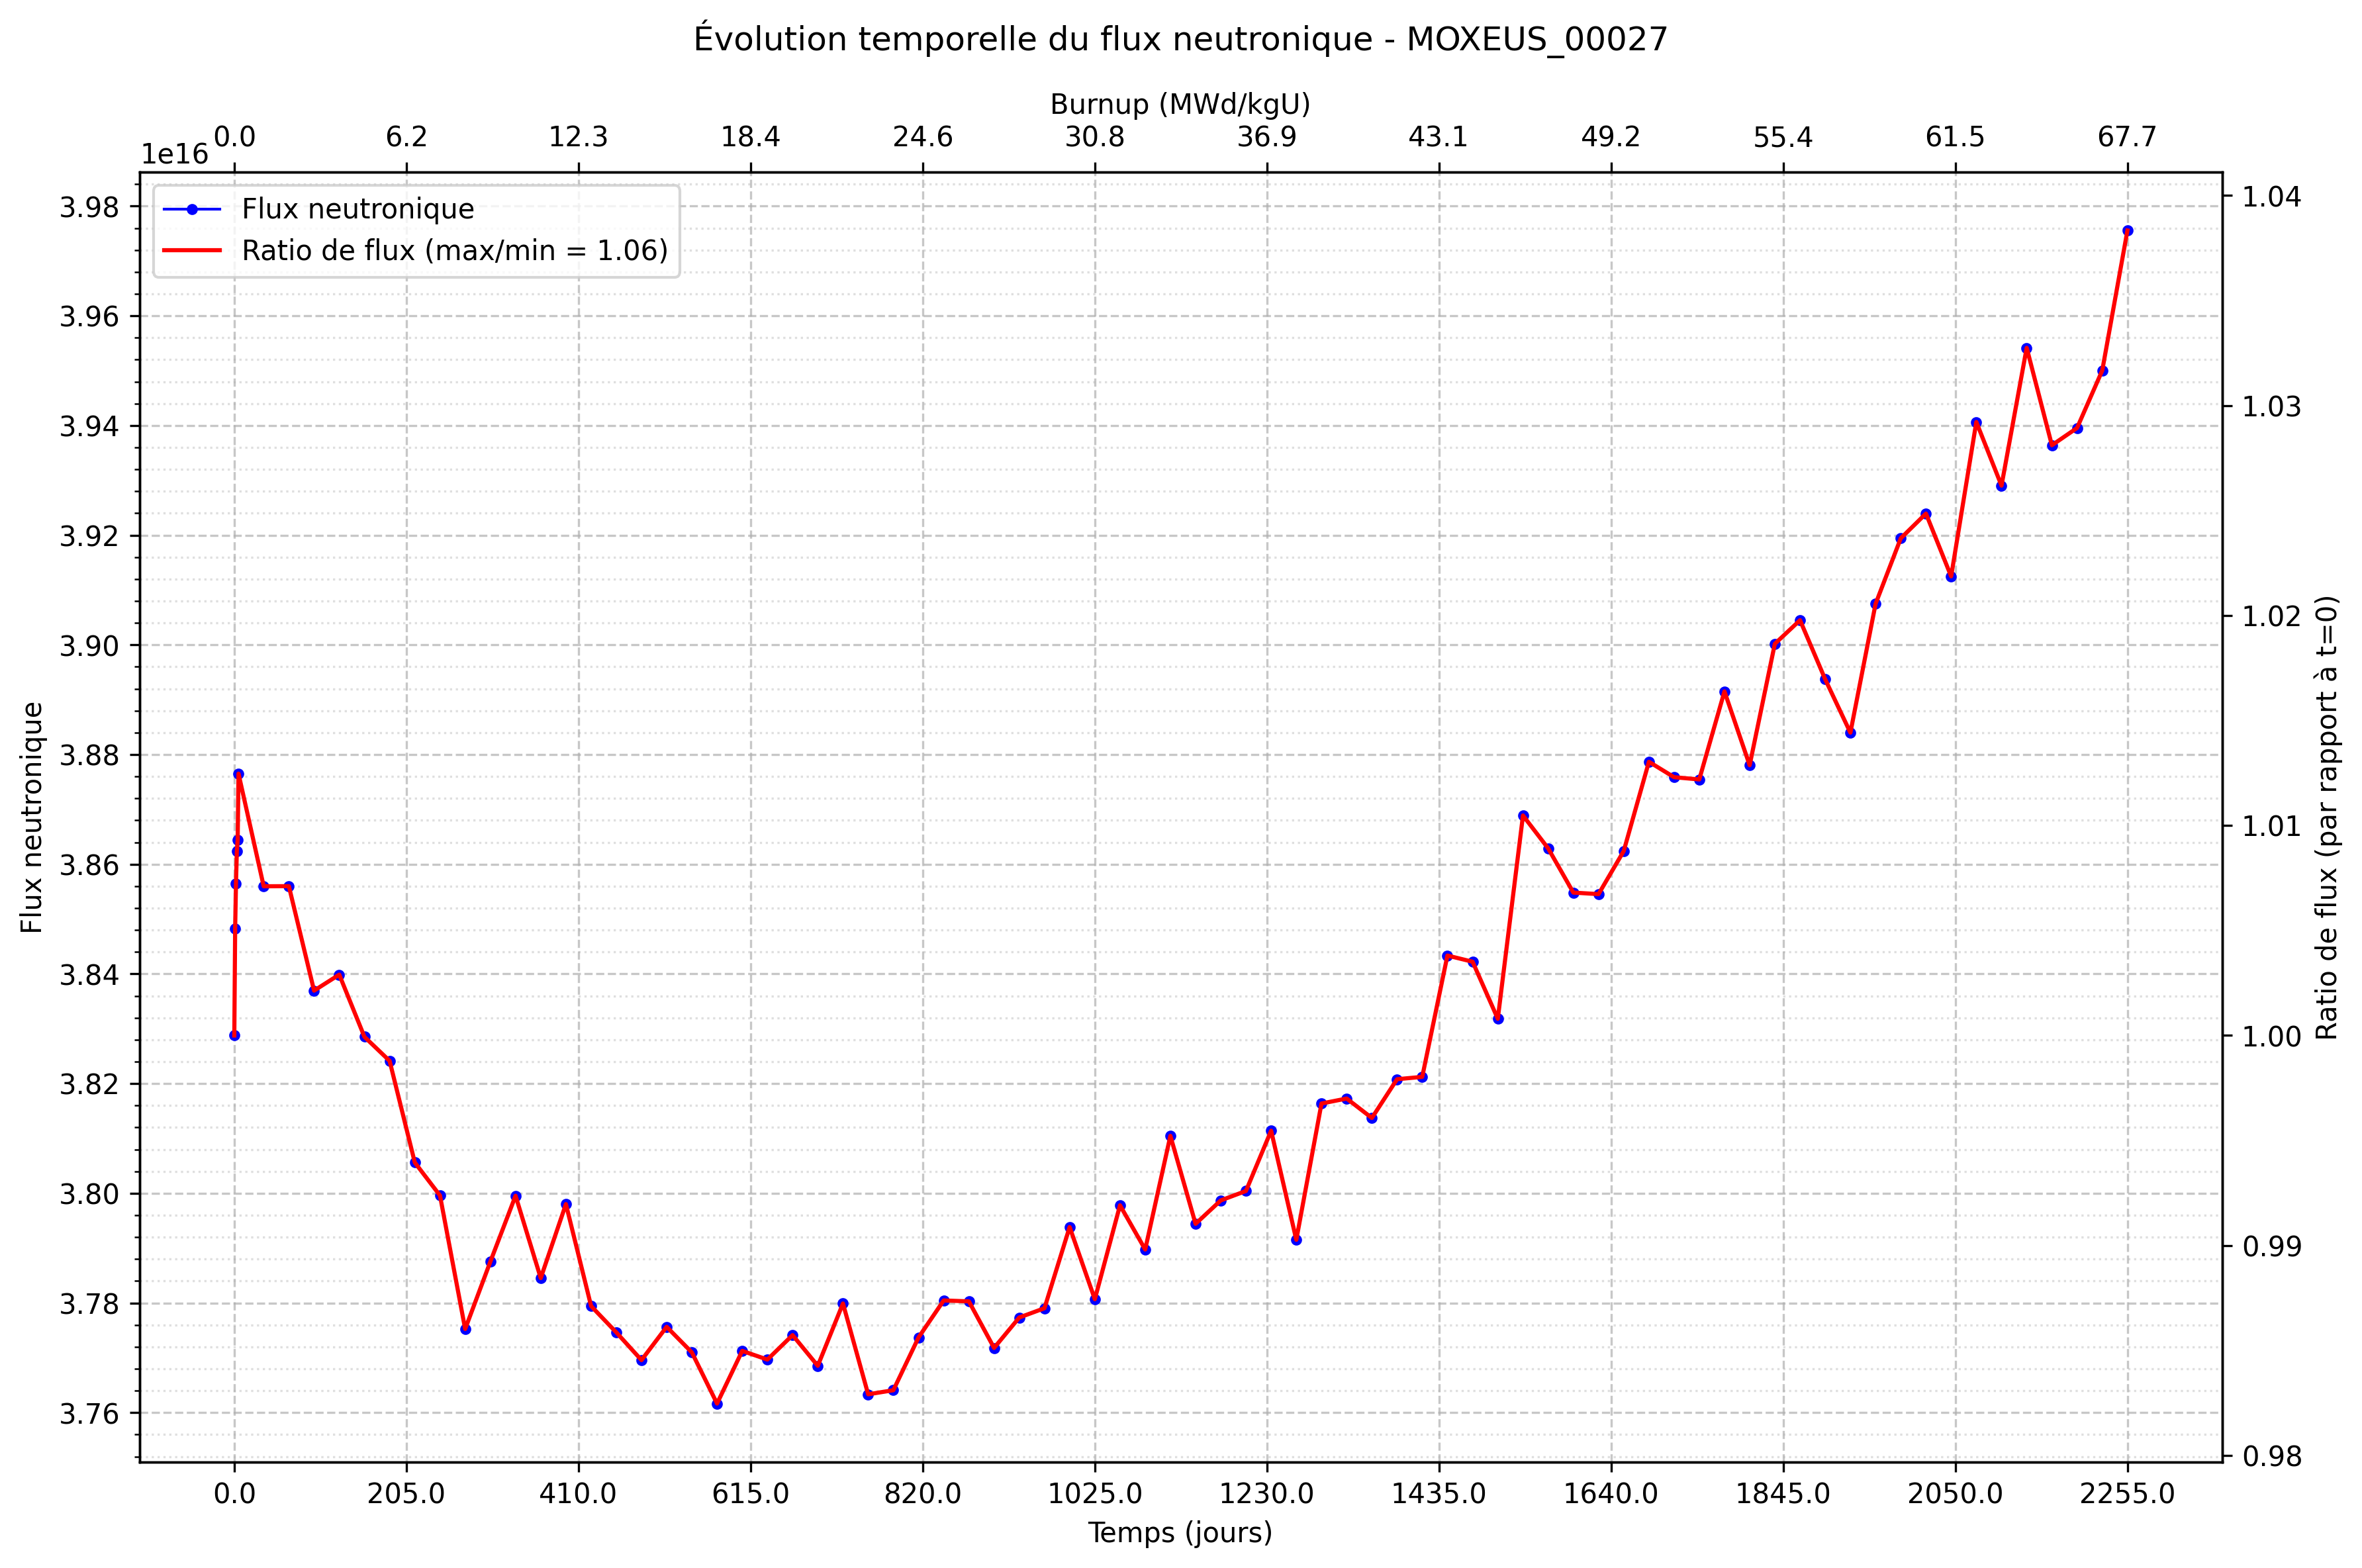 Évolution temporelle du flux neutronique - MOXEUS_00027
Burnup (MWd/kgU)
0.0 6.2 12.3 18.4 24.6 30.8 36.9 43.1 49.2 55.4 61.5 67.7
1e16
Flux neutronique
Ratio de flux (max/min = 1.06)
3.98
3.96
3.94
3.92
3.90
3.88
3.86
3.84
3.82
3.80
3.78
3.76
Flux neutronique
1.04
1.03
1.02
1.01
1.00
0.99
0.98
Ratio de flux (par rapport à t=0)
0.0 205.0 410.0 615.0 820.0 1025.0 1230.0 1435.0 1640.0 1845.0 2050.0 2255.0
Temps (jours)